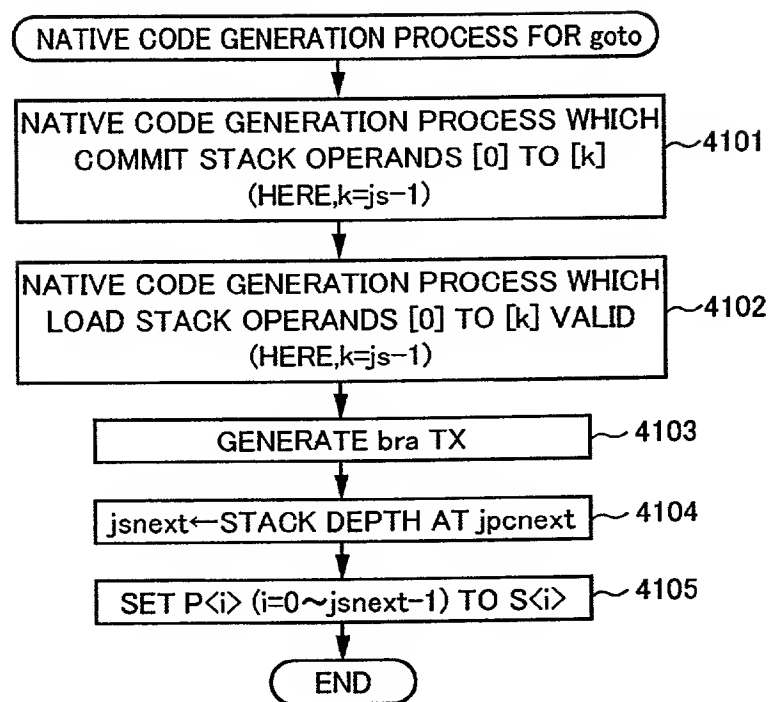 NATIVE CODE GENERATION PROCESS FOR goto
NATIVE CODE GENERATION PROCESS WHICH
COMMIT STACK OPERANDS [0] TO [k]
(HERE,k=js-1)
4101
NATIVE CODE GENERATION PROCESS WHICH
LOAD STACK OPERANDS [0] TO [k] VALID
(HERE,k=js-1)
4102
GENERATE bra TX
4103
jsnext←STACK DEPTH AT jpcnext
4104
SET P<i> (i=0~jsnext-1) TO S<i>
4105
END